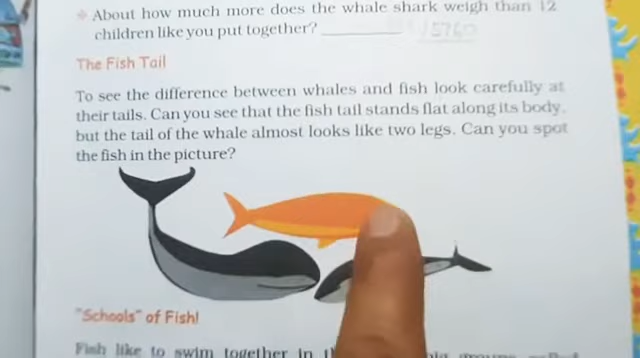 About how much more does the whale shark weigh than 12
children like you put together?
The Fish Tail
To see the difference between whales and fish look carefully at
their tails. Can you see that the fish tail stands flat along its body,
but the tail of the whale almost looks like two legs. Can you spot
the fish in the picture?
"Schools" of Fish!
Fish like to swim together in